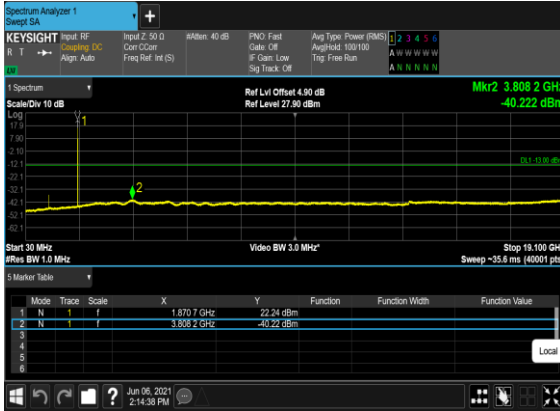 Spectrum Analyzer 1
Swept SA
+
KEYSIGHT Input: RF Input Z: 50 Ω #Atten: 40 dB PNO: Fast Avg Type: Power (RMS) 1 2 3 4 5 6
R T Coupling: DC Corr CCorr Gate: Off Avg|Hold: 100/100 A W W W W W
Align: Auto Freq Ref: Int (S) IF Gain: Low Trig: Free Run
Sig Track: Off A N N N N N
1 Spectrum Ref Lvl Offset 4.90 dB Mkr2 3.808 2 GHz
Scale/Div 10 dB Ref Level 27.90 dBm -40.222 dBm
Log
17.9 1
7.90
-2.10
-12.1 DL1 -13.00 dBm
-22.1
-32.1 2
-42.1
-52.1
-62.1
Start 30 MHz Video BW 3.0 MHz* Stop 19.100 GH
#Res BW 1.0 MHz Sweep ~35.6 ms (40001 pts
5 Marker Table
Mode Trace Scale X Y Function Function Width Function Value
1 N 1 f 1.870 7 GHz 22.24 dBm
2 N 1 f 3.808 2 GHz -40.22 dBm
3
4
5
6
Local
? Jun 06, 2021
2:14:38 PM